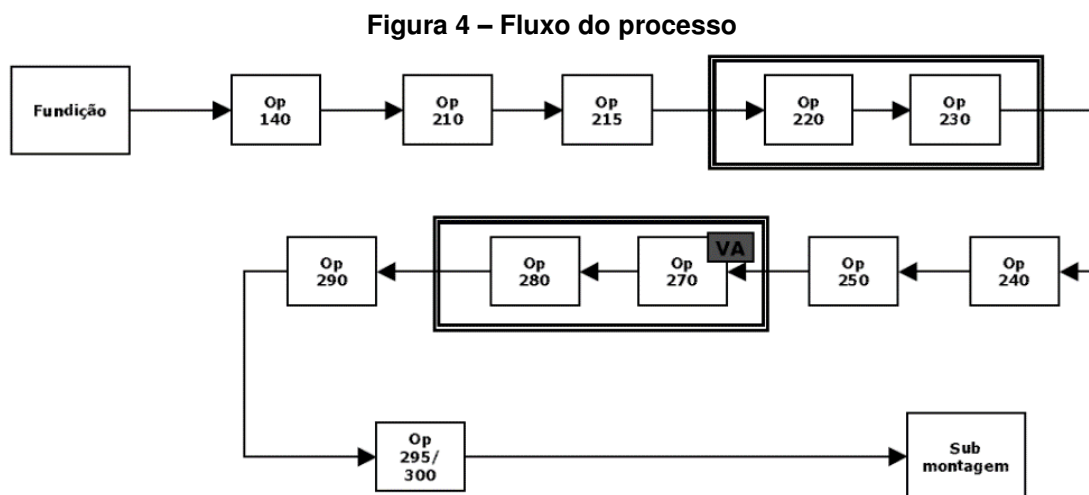 Figura 4 – Fluxo do processo
Fundição
Op
140
Op
210
Op
215
Op
220
Op
230
Op
290
Op
280
Op
270
VA
Op
250
Op
240
Op
295/
300
Sub
montagem